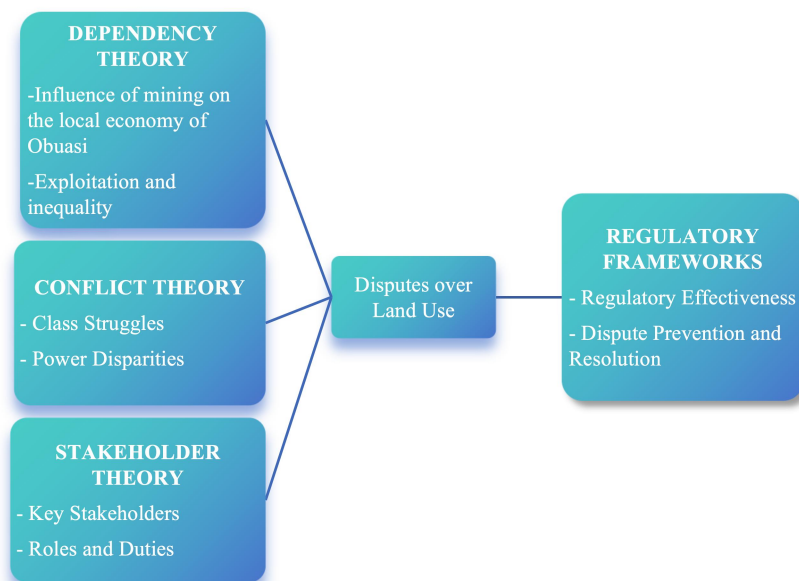 DEPENDENCY
THEORY
-Influence of mining on
the local economy of
Obuasi
-Exploitation and
inequality
CONFLICT THEORY
- Class Struggles
- Power Disparities
STAKEHOLDER
THEORY
- Key Stakeholders
- Roles and Duties
Disputes over
Land Use
REGULATORY
FRAMEWORKS
- Regulatory Effectiveness
- Dispute Prevention and
Resolution